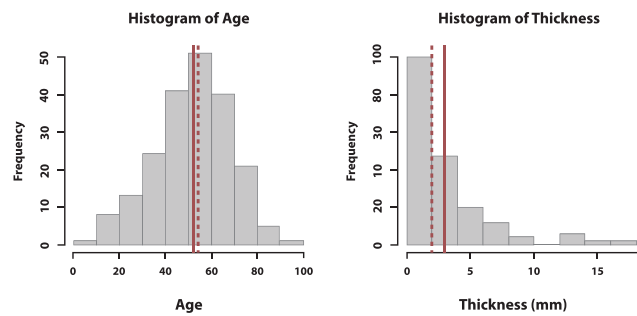 Histogram of Age
Frequency
50
40
30
20
10
0
0 20 40 60 80 100
Age
Histogram of Thickness
Frequency
100
80
30
10
20
0
0 5 10 15
Thickness (mm)